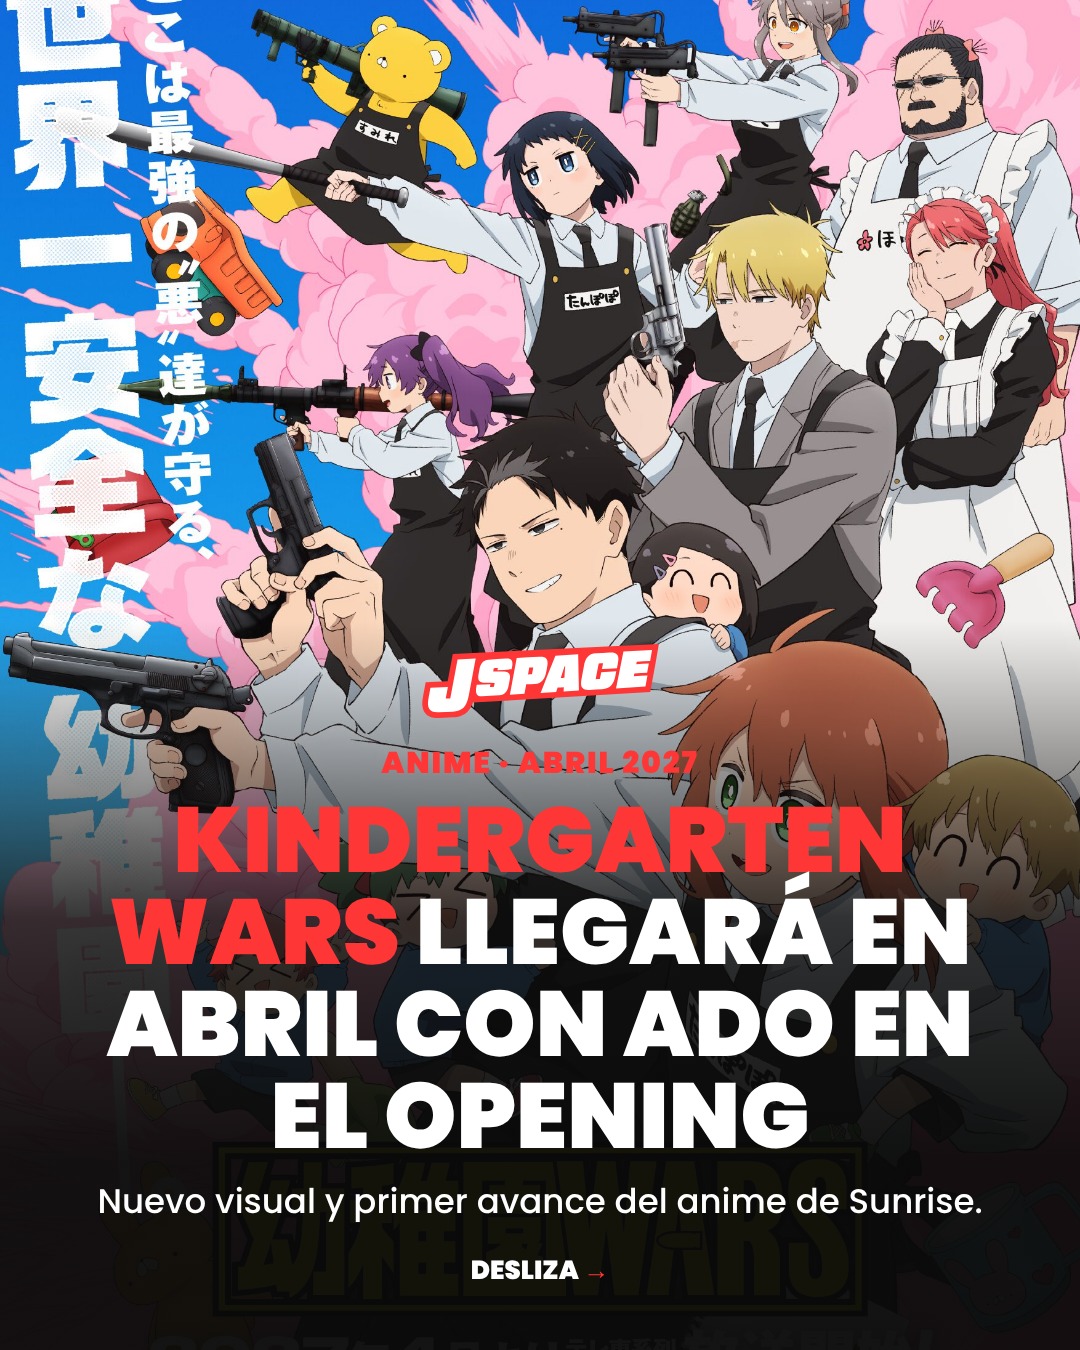 ここは最強の"悪"達が守る、
世界一安全な幼稚園
すみれ
たんぽぽ
JSPACE
ANIME • ABRIL 2027
KINDERGARTEN
WARS LLEGARÁ EN
ABRIL CON ADO EN
EL OPENING
Nuevo visual y primer avance del anime de Sunrise.
幼稚園WARS
DESLIZA →